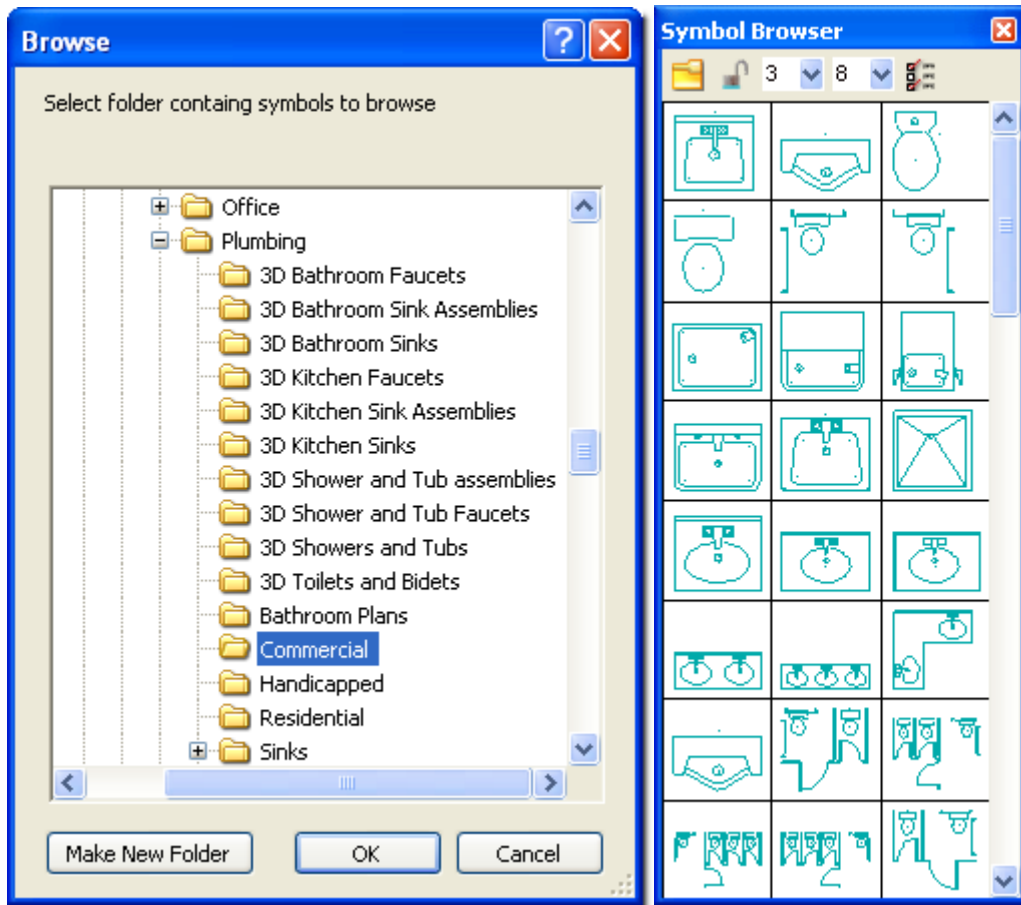 Browse
Select folder containg symbols to browse
Office
Plumbing
3D Bathroom Faucets
3D Bathroom Sink Assemblies
3D Bathroom Sinks
3D Kitchen Faucets
3D Kitchen Sink Assemblies
3D Kitchen Sinks
3D Shower and Tub assemblies
3D Shower and Tub Faucets
3D Showers and Tubs
3D Toilets and Bidets
Bathroom Plans
Commercial
Handicapped
Residential
Sinks
Make New Folder
OK
Cancel
Symbol Browser
3 8